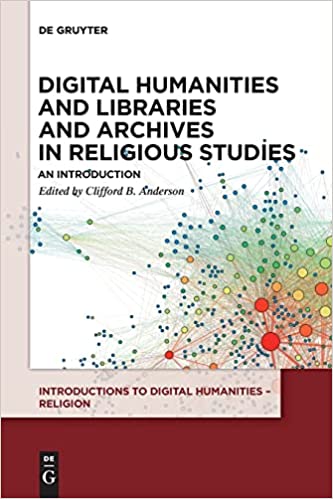 DE GRUYTER
DIGITAL HUMANITIES
AND LIBRARIES
AND ARCHIVES
IN RELIGIOUS STUDIES
AN INTRODUCTION
Edited by Clifford B. Anderson
INTRODUCTIONS TO DIGITAL HUMANITIES –
RELIGION
DE
G